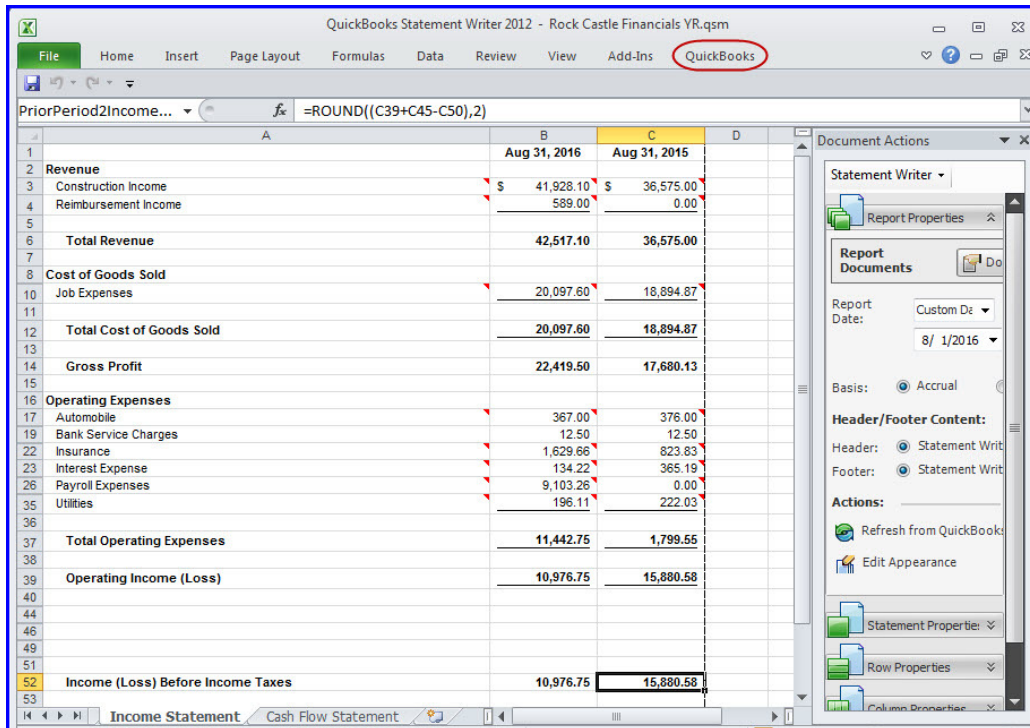 QuickBooks Statement Writer 2012 - Rock Castle Financials YR.qsm
File Home Insert Page Layout Formulas Data Review View Add-Ins QuickBooks
PriorPeriod2Income... fx =ROUND((C39+C45-C50),2)
A B C D
1 Aug 31, 2016 Aug 31, 2015
2 Revenue
3 Construction Income $ 41,928.10 $ 36,575.00
4 Reimbursement Income 589.00 0.00
5
6 Total Revenue 42,517.10 36,575.00
7
8 Cost of Goods Sold
10 Job Expenses 20,097.60 18,894.87
11
12 Total Cost of Goods Sold 20,097.60 18,894.87
13
14 Gross Profit 22,419.50 17,680.13
15
16 Operating Expenses
17 Automobile 367.00 376.00
19 Bank Service Charges 12.50 12.50
22 Insurance 1,629.66 823.83
23 Interest Expense 134.22 365.19
26 Payroll Expenses 9,103.26 0.00
35 Utilities 196.11 222.03
36
37 Total Operating Expenses 11,442.75 1,799.55
38
39 Operating Income (Loss) 10,976.75 15,880.58
40
44
46
49
51
52 Income (Loss) Before Income Taxes 10,976.75 15,880.58
53
Income Statement Cash Flow Statement
Document Actions
Statement Writer
Report Properties
Report
Documents
Do
Report
Date:
Custom Da
8/ 1/2016
Basis: Accrual
Header/Footer Content:
Header: Statement Writ
Footer: Statement Writ
Actions:
Refresh from QuickBooks
Edit Appearance
Statement Propertie
Row Properties
Column Properties